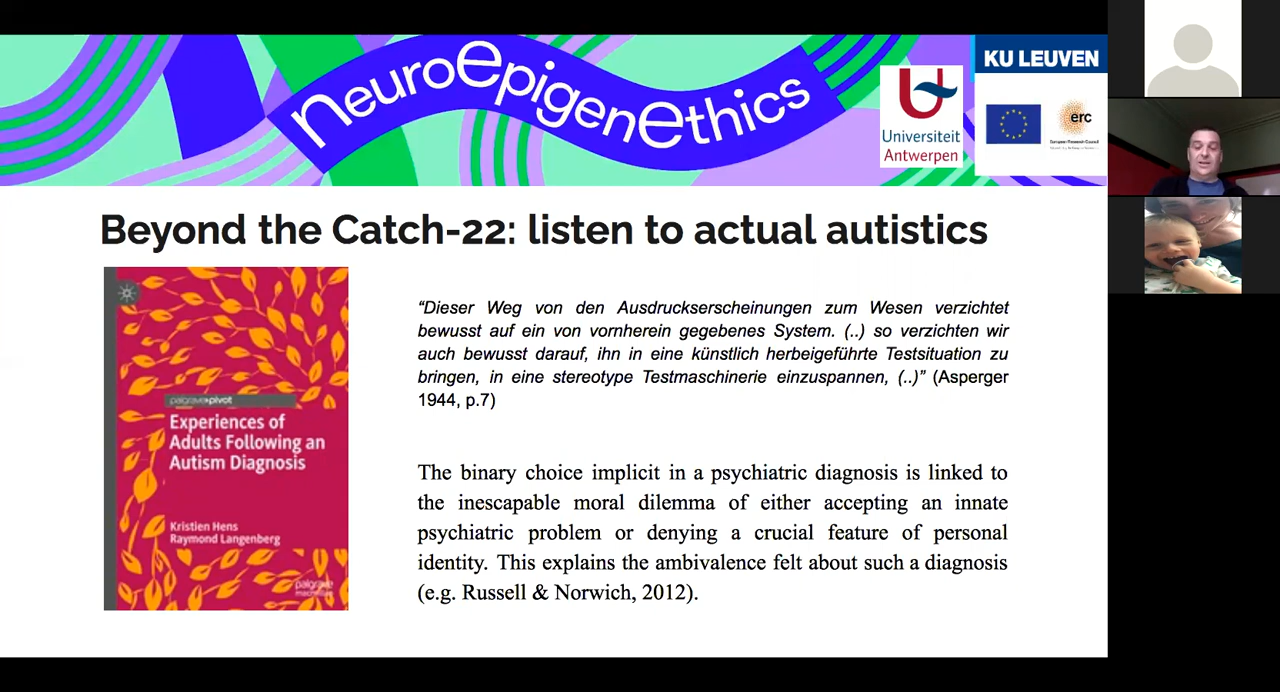 neuroEpigenEthics
Universiteit
Antwerpen
KU LEUVEN
erc
European Research Council
Beyond the Catch-22: listen to actual autistics
palgrave▸pivot
Experiences of
Adults Following an
Autism Diagnosis
Kristien Hens
Raymond Langenberg
palgrave
macmillan
“Dieser Weg von den Ausdruckserscheinungen zum Wesen verzichtet
bewusst auf ein von vornherein gegebenes System. (..) so verzichten wir
auch bewusst darauf, ihn in eine künstlich herbeigeführte Testsituation zu
bringen, in eine stereotype Testmaschinerie einzuspannen, (..)” (Asperger
1944, p.7)
The binary choice implicit in a psychiatric diagnosis is linked to
the inescapable moral dilemma of either accepting an innate
psychiatric problem or denying a crucial feature of personal
identity. This explains the ambivalence felt about such a diagnosis
(e.g. Russell & Norwich, 2012).